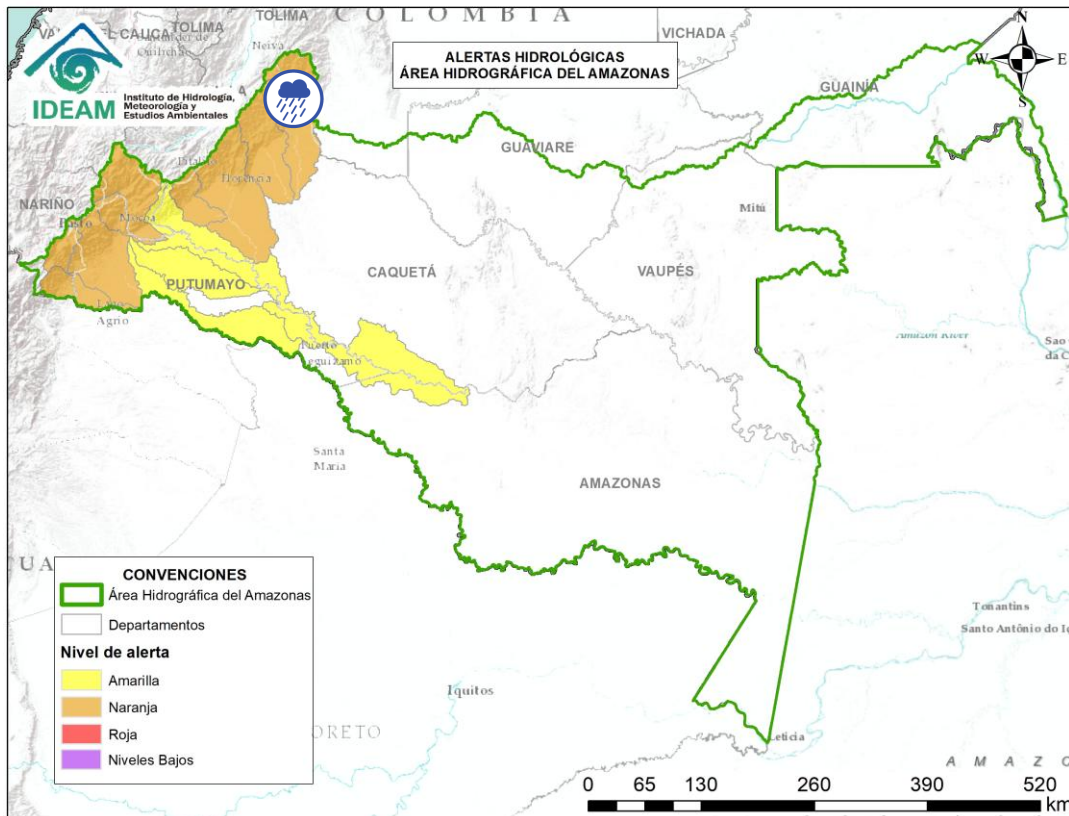 COLOMBIA
TOLIMA
TOLIMA
VICHADA
Neiva
IDEAM
Instituto de Hidrología,
Meteorología y
Estudios Ambientales
ALERTAS HIDROLÓGICAS
ÁREA HIDROGRÁFICA DEL AMAZONAS
N
W
E
S
GUAINÍA
GUAVIARE
NARIÑO
Mocoa
Mitú
CAQUETÁ
VAUPÉS
PUTUMAYO
Agrio
Amazon River
Puerto
Santa
María
AMAZONAS
CONVENCIONES
Área Hidrográfica del Amazonas
Departamentos
Nivel de alerta
Amarilla
Naranja
Roja
Niveles Bajos
Tonantins
Santo Antônio do
Iquitos
Leticia
0 65 130 260 390 520
km